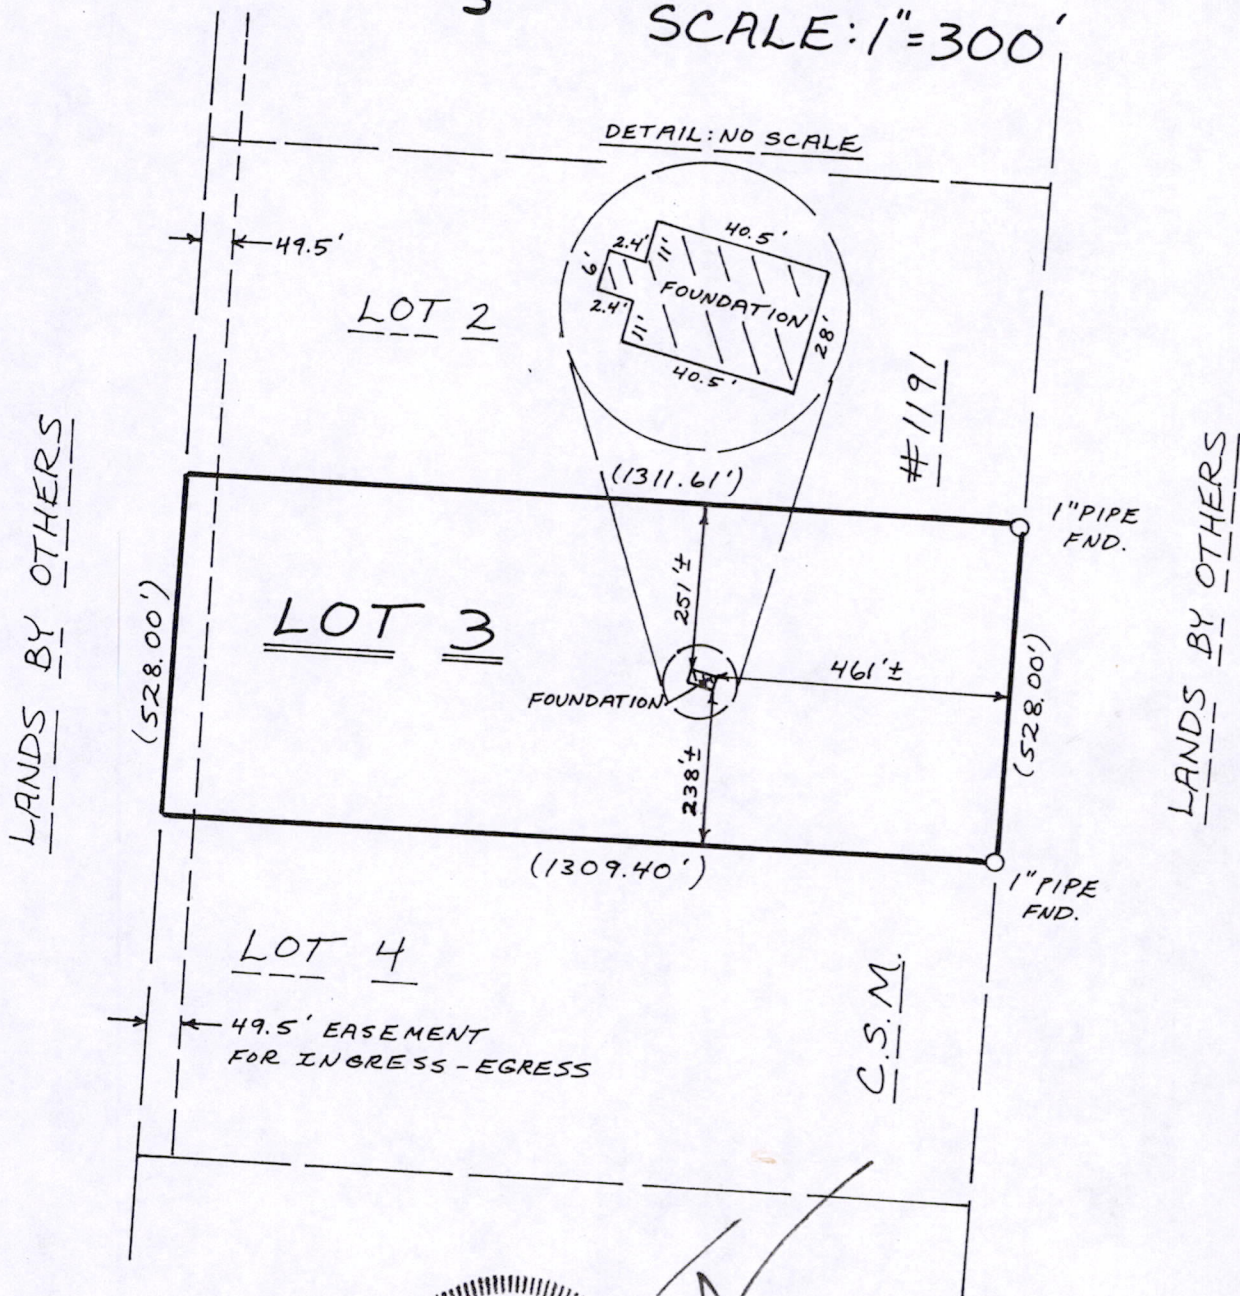 SCALE: 1"=300'
DETAIL: NO SCALE
49.5'
2.4'
11'
40.5'
6'
FOUNDATION
2.4'
11'
28'
40.5'
LOT 2
#1191
(1311.61')
1" PIPE
FND.
LANDS BY OTHERS
LANDS BY OTHERS
(528.00')
LOT 3
251'±
461'±
FOUNDATION
(528.00')
238'±
(1309.40')
1" PIPE
FND.
LOT 4
C.S.M.
49.5' EASEMENT
FOR INGRESS-EGRESS